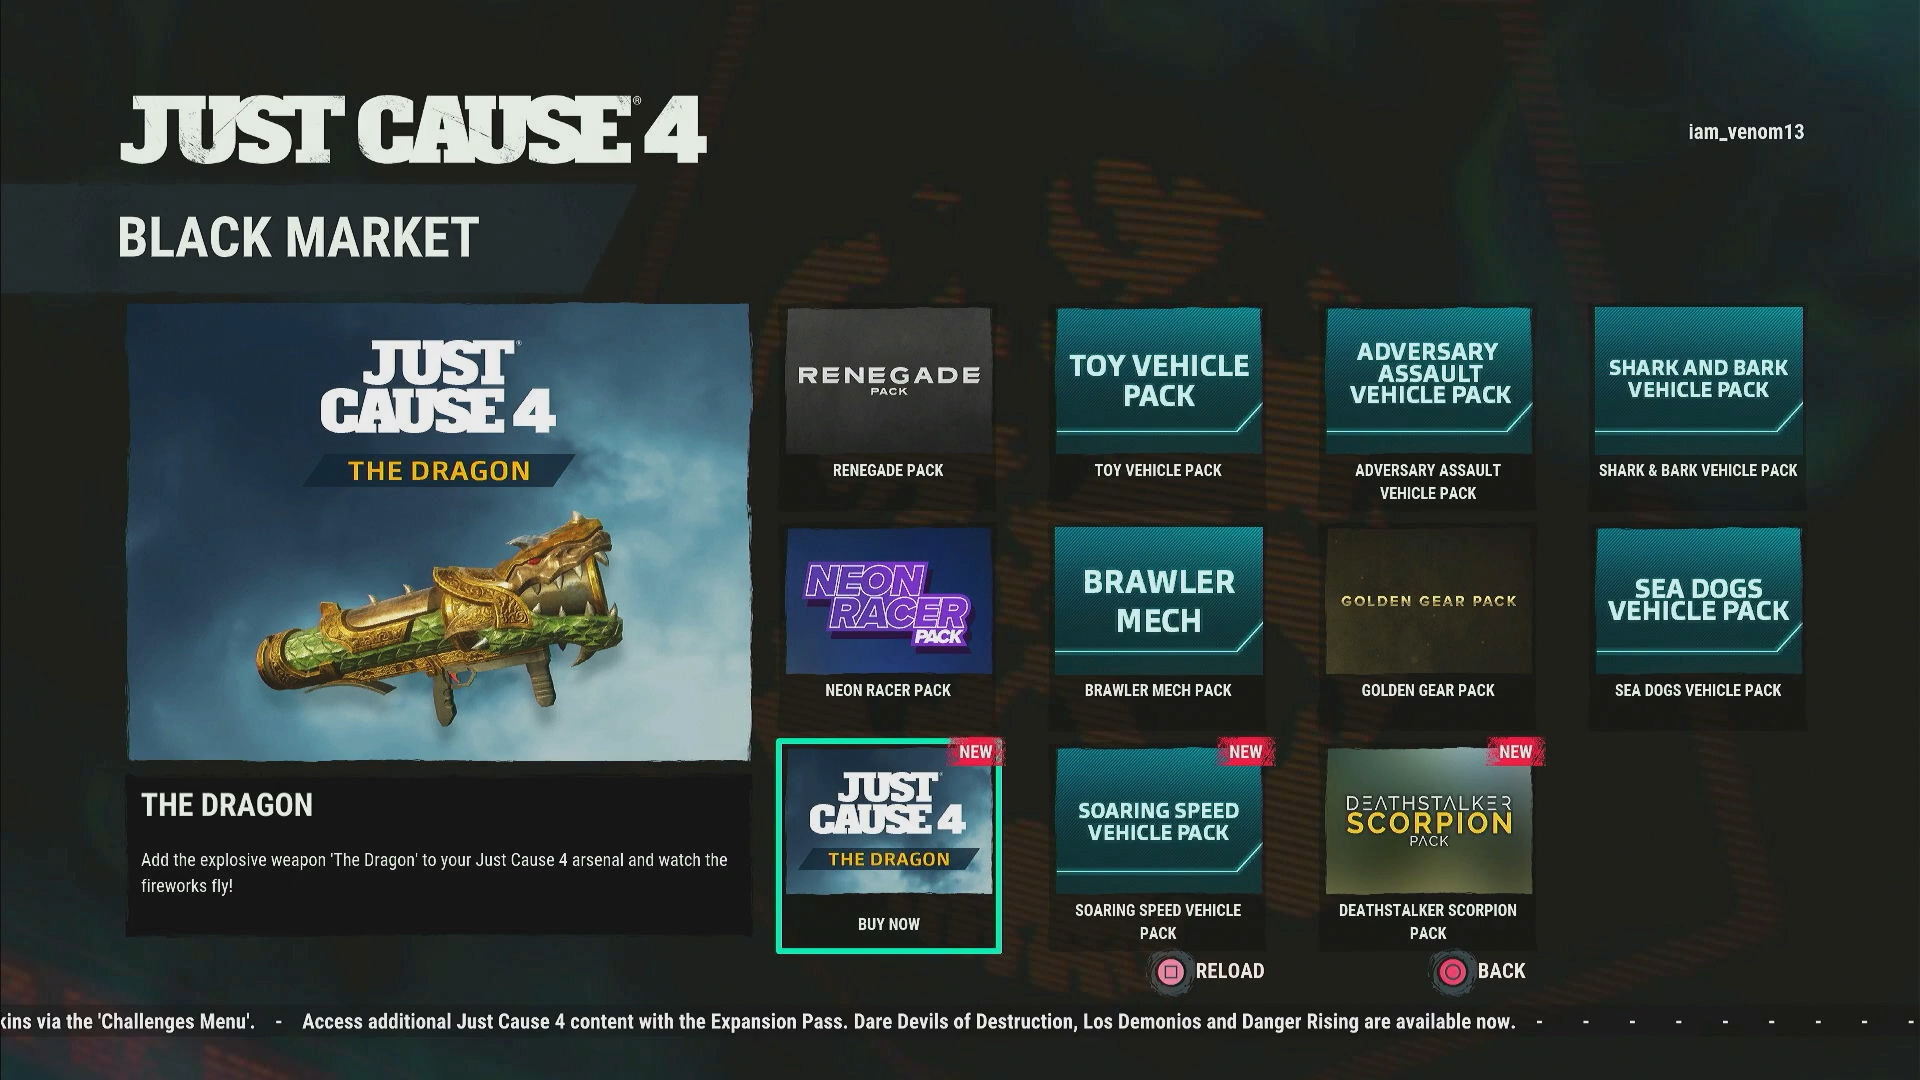 JUST CAUSE 4
iam_venom13
BLACK MARKET
JUST
CAUSE 4
THE DRAGON
THE DRAGON
Add the explosive weapon 'The Dragon' to your Just Cause 4 arsenal and watch the
fireworks fly!
RENEGADE
PACK
RENEGADE PACK
TOY VEHICLE
PACK
TOY VEHICLE PACK
ADVERSARY
ASSAULT
VEHICLE PACK
ADVERSARY ASSAULT
VEHICLE PACK
SHARK AND BARK
VEHICLE PACK
SHARK & BARK VEHICLE PACK
NEON
RACER
PACK
NEON RACER PACK
BRAWLER
MECH
BRAWLER MECH PACK
GOLDEN GEAR PACK
GOLDEN GEAR PACK
SEA DOGS
VEHICLE PACK
SEA DOGS VEHICLE PACK
NEW
JUST
CAUSE 4
THE DRAGON
BUY NOW
NEW
SOARING SPEED
VEHICLE PACK
SOARING SPEED VEHICLE
PACK
NEW
DEATHSTALKER
SCORPION
PACK
DEATHSTALKER SCORPION
PACK
RELOAD
BACK
kins via the 'Challenges Menu'. - Access additional Just Cause 4 content with the Expansion Pass. Dare Devils of Destruction, Los Demonios and Danger Rising are available now. - - - - - - - - -